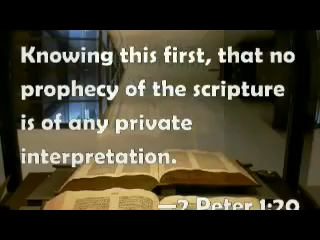 Knowing this first, that no
prophecy of the scripture
is of any private
interpretation.
—2 Peter 1:20